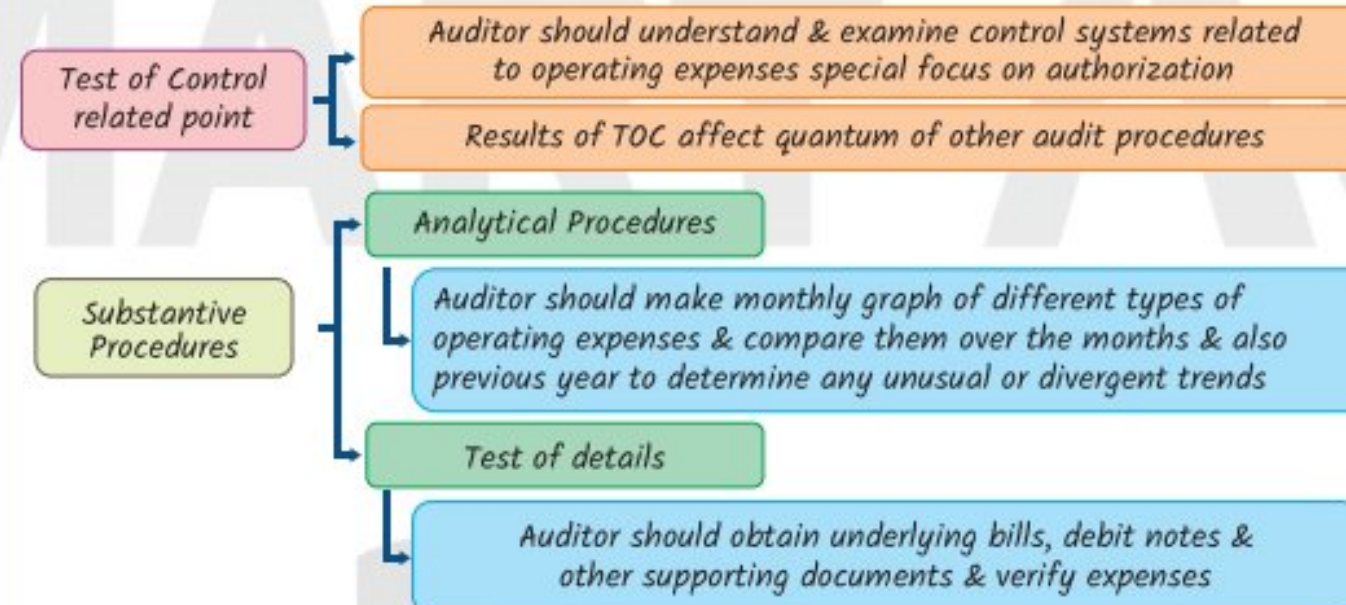 Test of Control
related point
Auditor should understand & examine control systems related
to operating expenses special focus on authorization
Results of TOC affect quantum of other audit procedures
Substantive
Procedures
Analytical Procedures
Auditor should make monthly graph of different types of
operating expenses & compare them over the months & also
previous year to determine any unusual or divergent trends
Test of details
Auditor should obtain underlying bills, debit notes &
other supporting documents & verify expenses